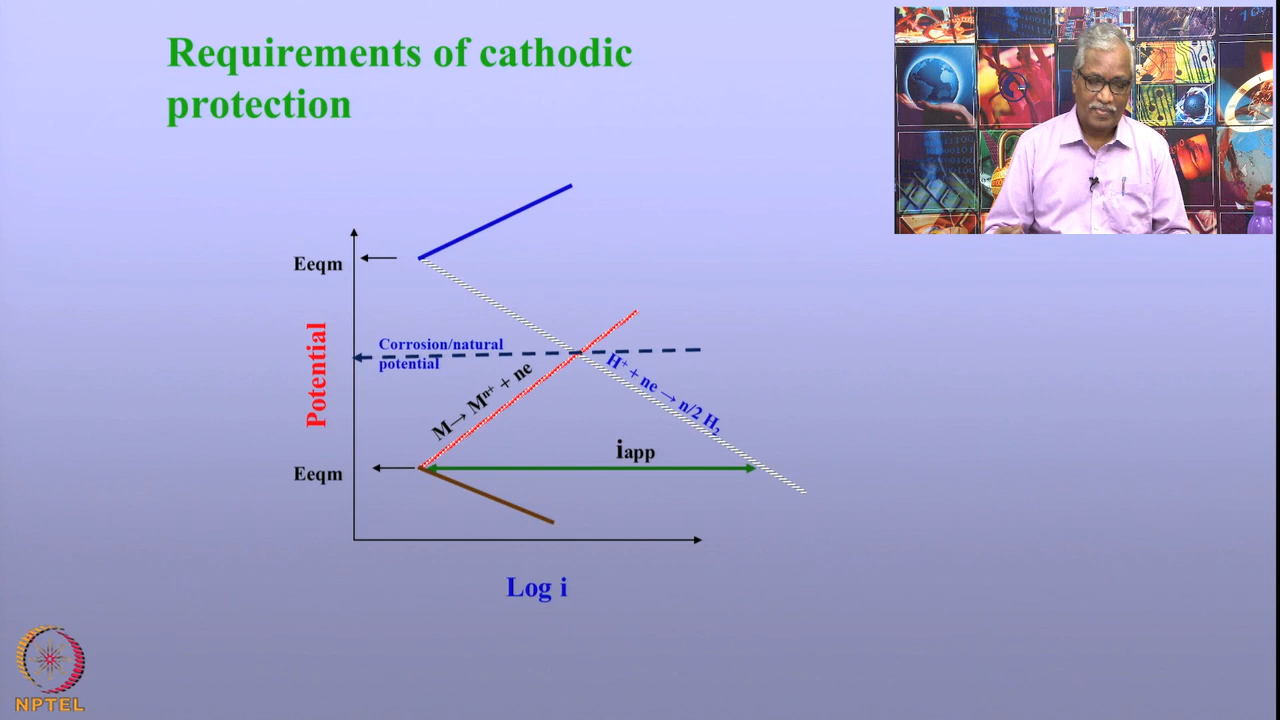 Requirements of cathodic
protection
Eeqm
Potential
Corrosion/natural
potential
M→ Mⁿ⁺ + ne
H⁺ + ne → n/2 H₂
iapp
Eeqm
Log i
NPTEL